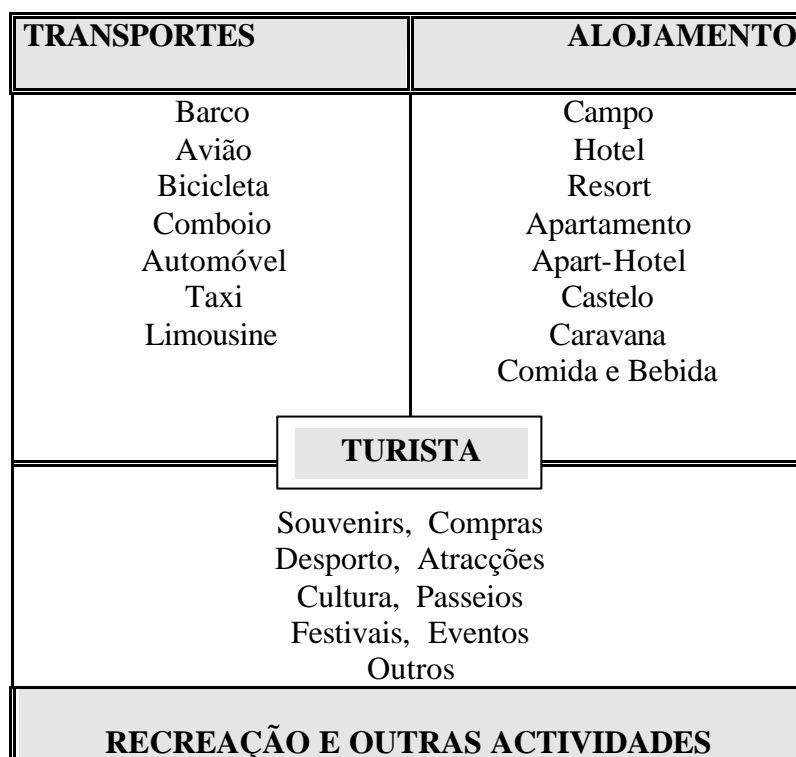 TRANSPORTES
ALOJAMENTO
Barco
Avião
Bicicleta
Comboio
Automóvel
Taxi
Limousine
Campo
Hotel
Resort
Apartamento
Apart-Hotel
Castelo
Caravana
Comida e Bebida
TURISTA
Souvenirs, Compras
Desporto, Atracções
Cultura, Passeios
Festivais, Eventos
Outros
RECREAÇÃO E OUTRAS ACTIVIDADES